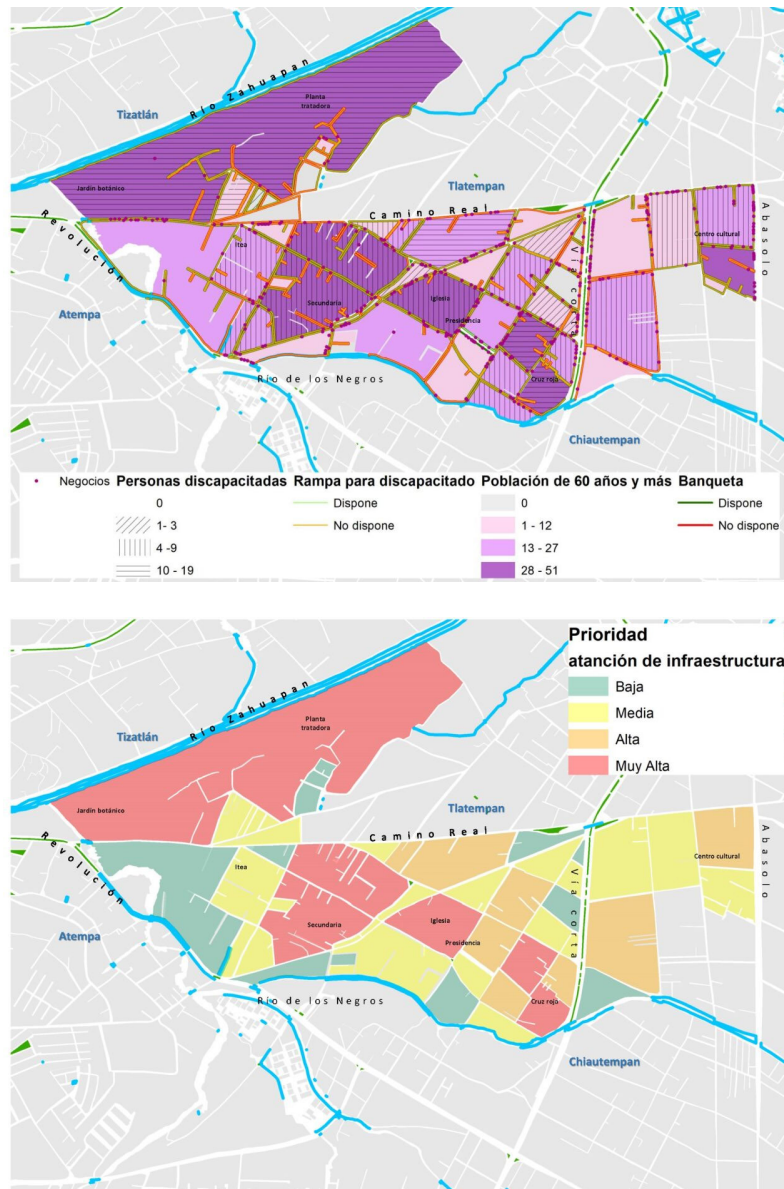 Río Zahuapan
Planta
tratadora
Tizatlán
Jardín botánico
Tlatempan
Revolución
Camino Real
Abasolo
Itea
Vía corta
Centro cultural
Secundaria
Iglesia
Atempa
Presidencia
Río de los Negros
Cruz roja
Chiautempan
Negocios
Personas discapacitadas
0
1- 3
4 -9
10 - 19
Rampa para discapacitado
Dispone
No dispone
Población de 60 años y más
0
1 - 12
13 - 27
28 - 51
Banqueta
Dispone
No dispone
Prioridad
atanción de infraestructura
Baja
Media
Alta
Muy Alta
Río Zahuapan
Planta
tratadora
Tizatlán
Jardín botánico
Tlatempan
Revolución
Camino Real
Abasolo
Itea
Vía corta
Centro cultural
Secundaria
Iglesia
Atempa
Presidencia
Río de los Negros
Cruz roja
Chiautempan